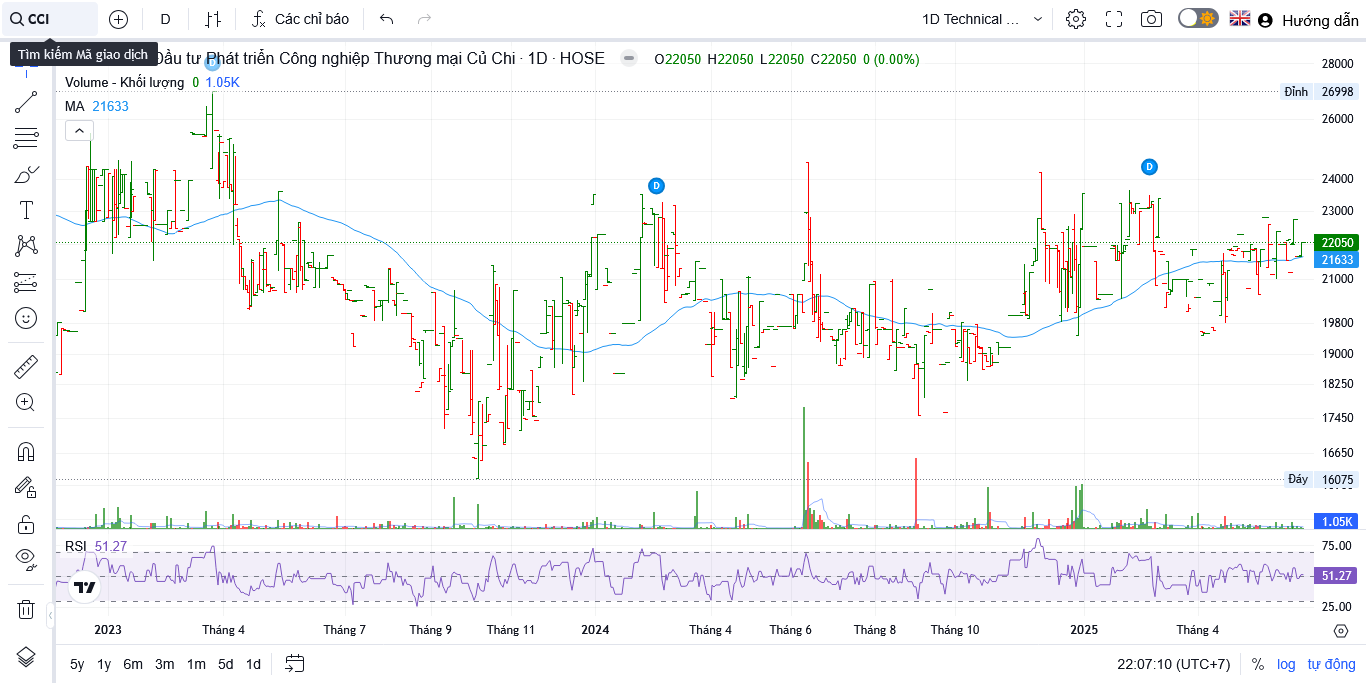 CCI
D
Các chỉ báo
1D Technical ...
Hướng dẫn
Tìm kiếm Mã giao dịch
Đầu tư Phát triển Công nghiệp Thương mại Củ Chi · 1D · HOSE
O22050 H22050 L22050 C22050 0 (0.00%)
Volume - Khối lượng 0 1.05K
MA 21633
28000
Đỉnh 26998
26000
24000
23000
22050
21633
21000
19800
19000
18250
17450
16650
Đáy 16075
1.05K
D
D
D
RSI 51.27
75.00
51.27
25.00
2023 Tháng 4 Tháng 7 Tháng 9 Tháng 11 2024 Tháng 4 Tháng 6 Tháng 8 Tháng 10 2025 Tháng 4
5y 1y 6m 3m 1m 5d 1d
22:07:10 (UTC+7) % log tự động